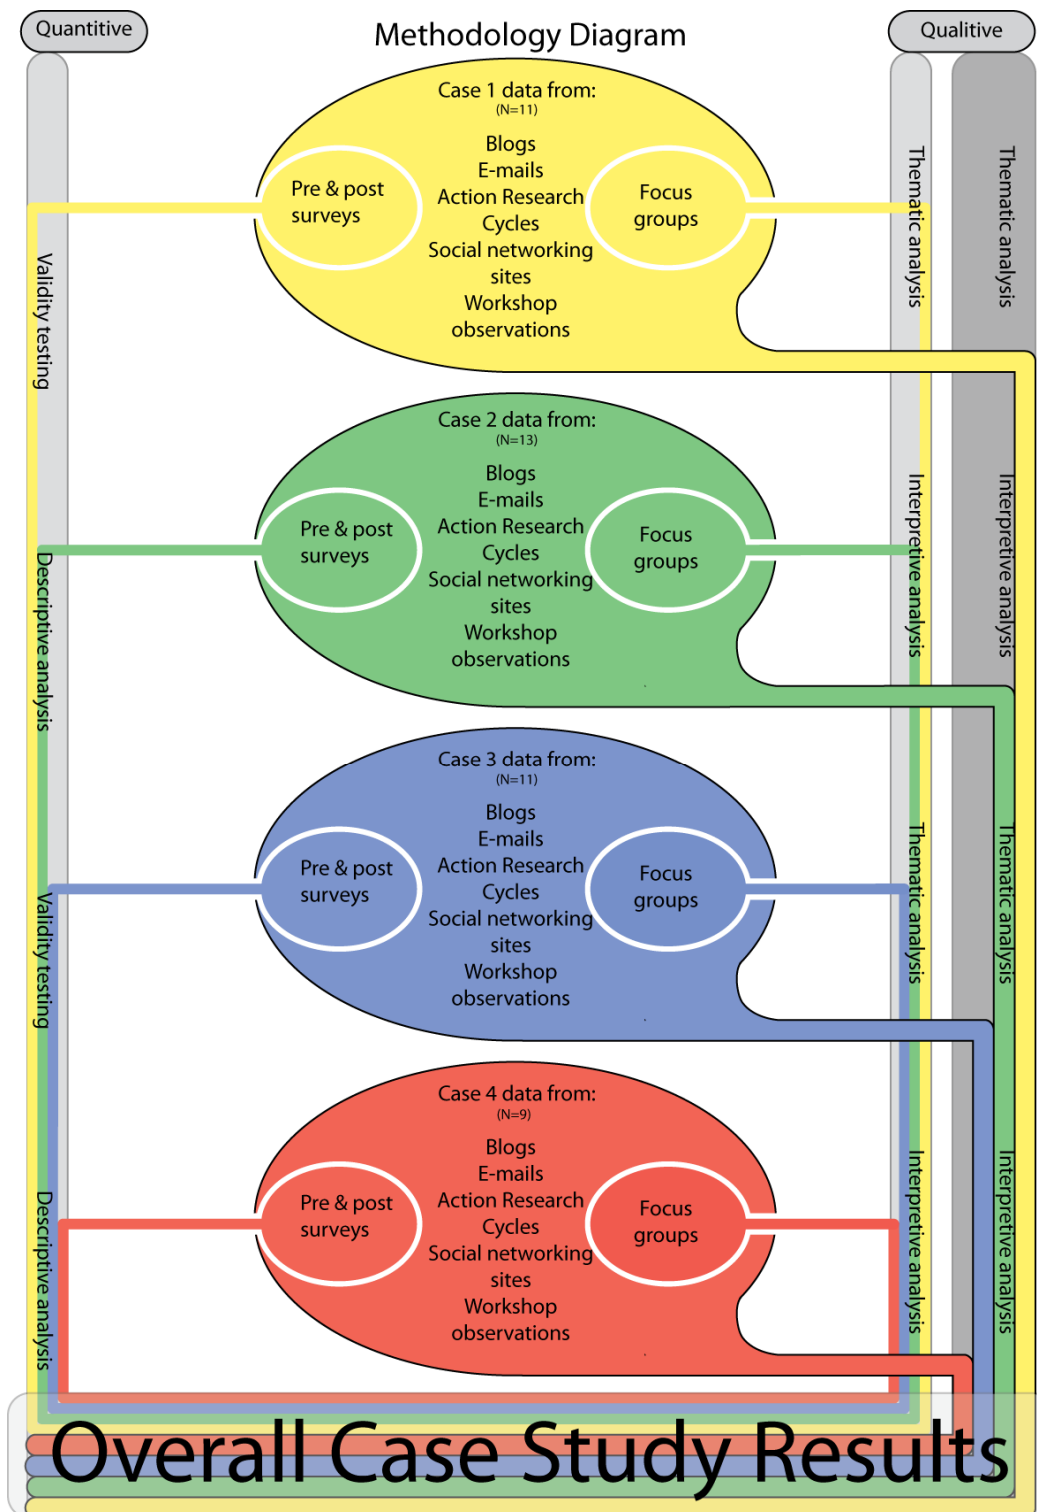 Quantitive
Methodology Diagram
Qualitive
Case 1 data from:
(N=11)
Blogs
E-mails
Action Research
Cycles
Social networking
sites
Workshop
observations
Pre & post
surveys
Focus
groups
Case 2 data from:
(N=13)
Blogs
E-mails
Action Research
Cycles
Social networking
sites
Workshop
observations
Pre & post
surveys
Focus
groups
Case 3 data from:
(N=11)
Blogs
E-mails
Action Research
Cycles
Social networking
sites
Workshop
observations
Pre & post
surveys
Focus
groups
Case 4 data from:
(N=9)
Blogs
E-mails
Action Research
Cycles
Social networking
sites
Workshop
observations
Pre & post
surveys
Focus
groups
Validity testing
Descriptive analysis
Validity testing
Descriptive analysis
Thematic analysis
Interpretive analysis
Thematic analysis
Interpretive analysis
Thematic analysis
Interpretive analysis
Thematic analysis
Interpretive analysis
Overall Case Study Results